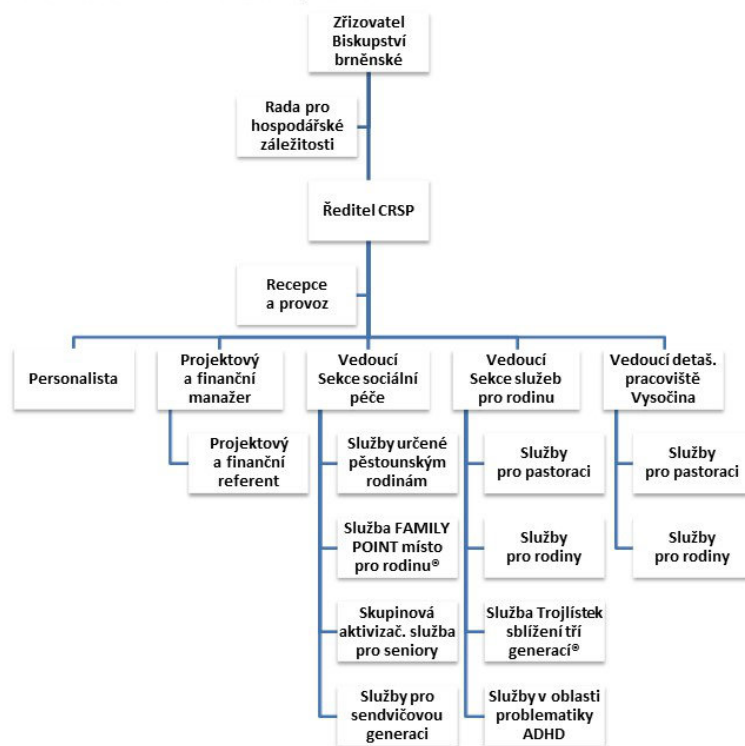 Zřizovatel
Biskupství
brněnské
Rada pro
hospodářské
záležitosti
Ředitel CRSP
Recepce
a provoz
Personalista
Projektový
a finanční
manažer
Vedoucí
Sekce sociální
péče
Vedoucí
Sekce služeb
pro rodinu
Vedoucí detaš.
pracoviště
Vysočina
Projektový
a finanční
referent
Služby určené
pěstounským
rodinám
Služby
pro pastoraci
Služby
pro pastoraci
Služba FAMILY
POINT místo
pro rodinu®
Služby
pro rodiny
Služby
pro rodiny
Skupinová
aktivizač. služba
pro seniory
Služba Trojlístek
sblížení tří
generací®
Služby pro
sendvičovou
generaci
Služby v oblasti
problematiky
ADHD